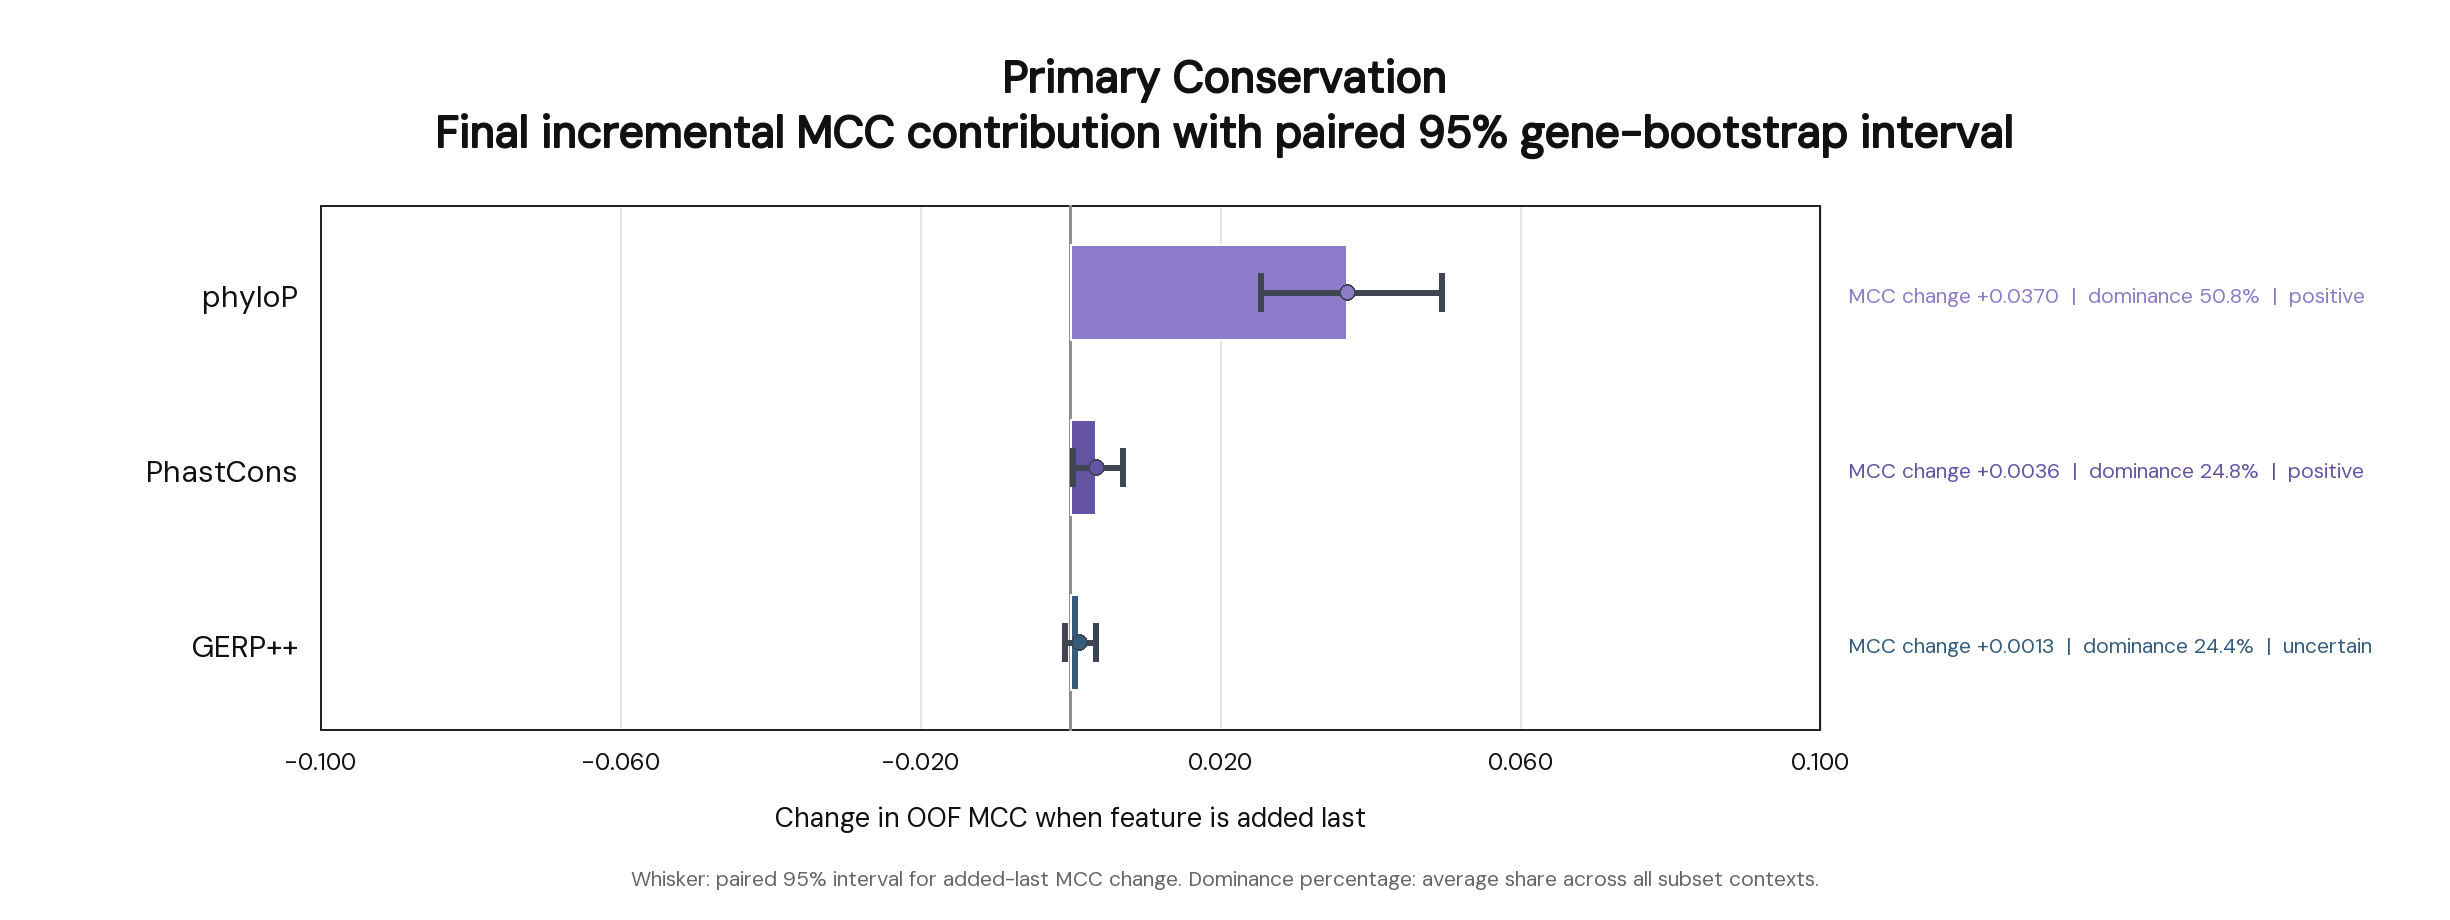 Primary Conservation
Final incremental MCC contribution with paired 95% gene-bootstrap interval
phyloP
MCC change +0.0370 | dominance 50.8% | positive
PhastCons
MCC change +0.0036 | dominance 24.8% | positive
GERP++
MCC change +0.0013 | dominance 24.4% | uncertain
−0.100 −0.060 −0.020 0.020 0.060 0.100
Change in OOF MCC when feature is added last
Whisker: paired 95% interval for added-last MCC change. Dominance percentage: average share across all subset contexts.